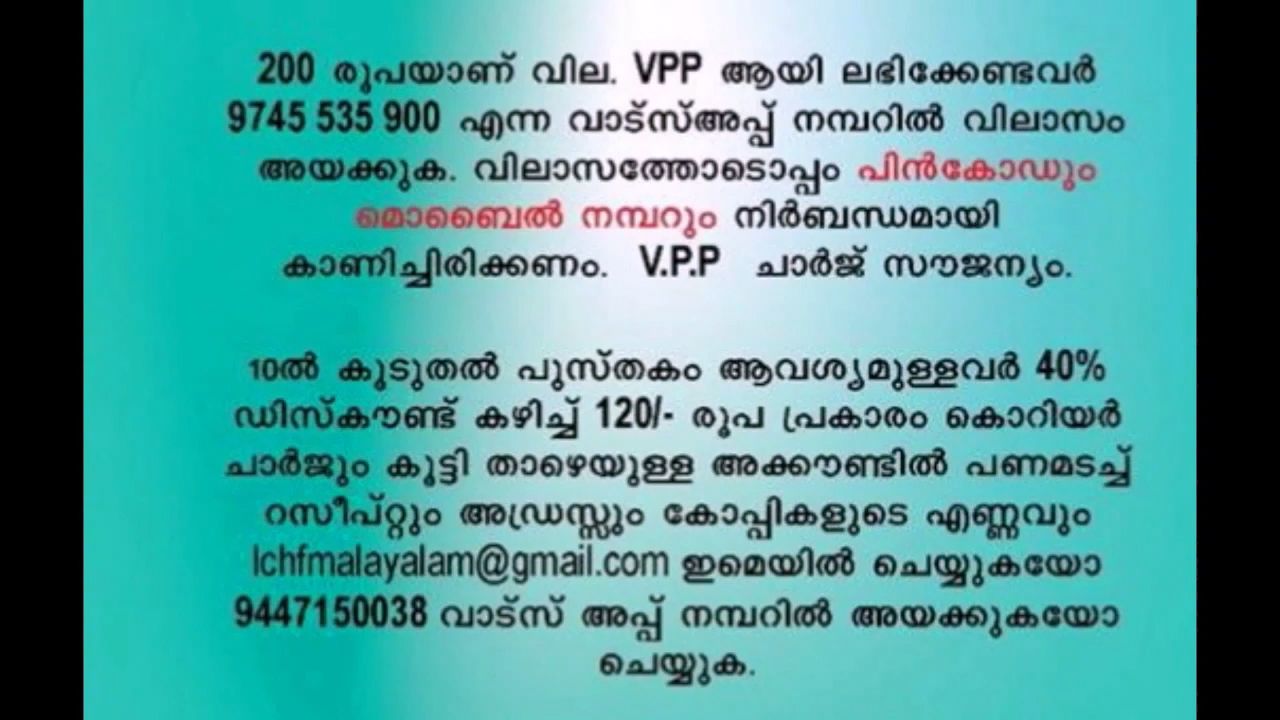 200 രൂപയാണ് വില. VPP ആയി ലഭിക്കേണ്ടവർ
9745 535 900 എന്ന വാട്സ്അപ്പ് നമ്പറിൽ വിലാസം
അയക്കുക. വിലാസത്തോടൊപ്പം പിൻകോഡും
മൊബൈൽ നമ്പറും നിർബന്ധമായി
കാണിച്ചിരിക്കണം. V.P.P ചാർജ് സൗജന്യം.
10ൽ കൂടുതൽ പുസ്തകം ആവശ്യമുള്ളവർ 40%
ഡിസ്കൗണ്ട് കഴിച്ച് 120/- രൂപ പ്രകാരം കൊറിയർ
ചാർജും കൂട്ടി താഴെയുള്ള അക്കൗണ്ടിൽ പണമടച്ച്
റസീപ്റ്റും അഡ്രസ്സും കോപ്പികളുടെ എണ്ണവും
lchfmalayalam@gmail.com ഇമെയിൽ ചെയ്യുകയോ
9447150038 വാട്സ് അപ്പ് നമ്പറിൽ അയക്കുകയോ
ചെയ്യുക.